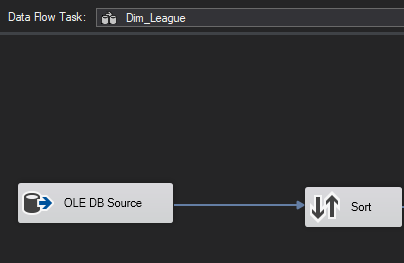 Data Flow Task: Dim_League
OLE DB Source
Sort